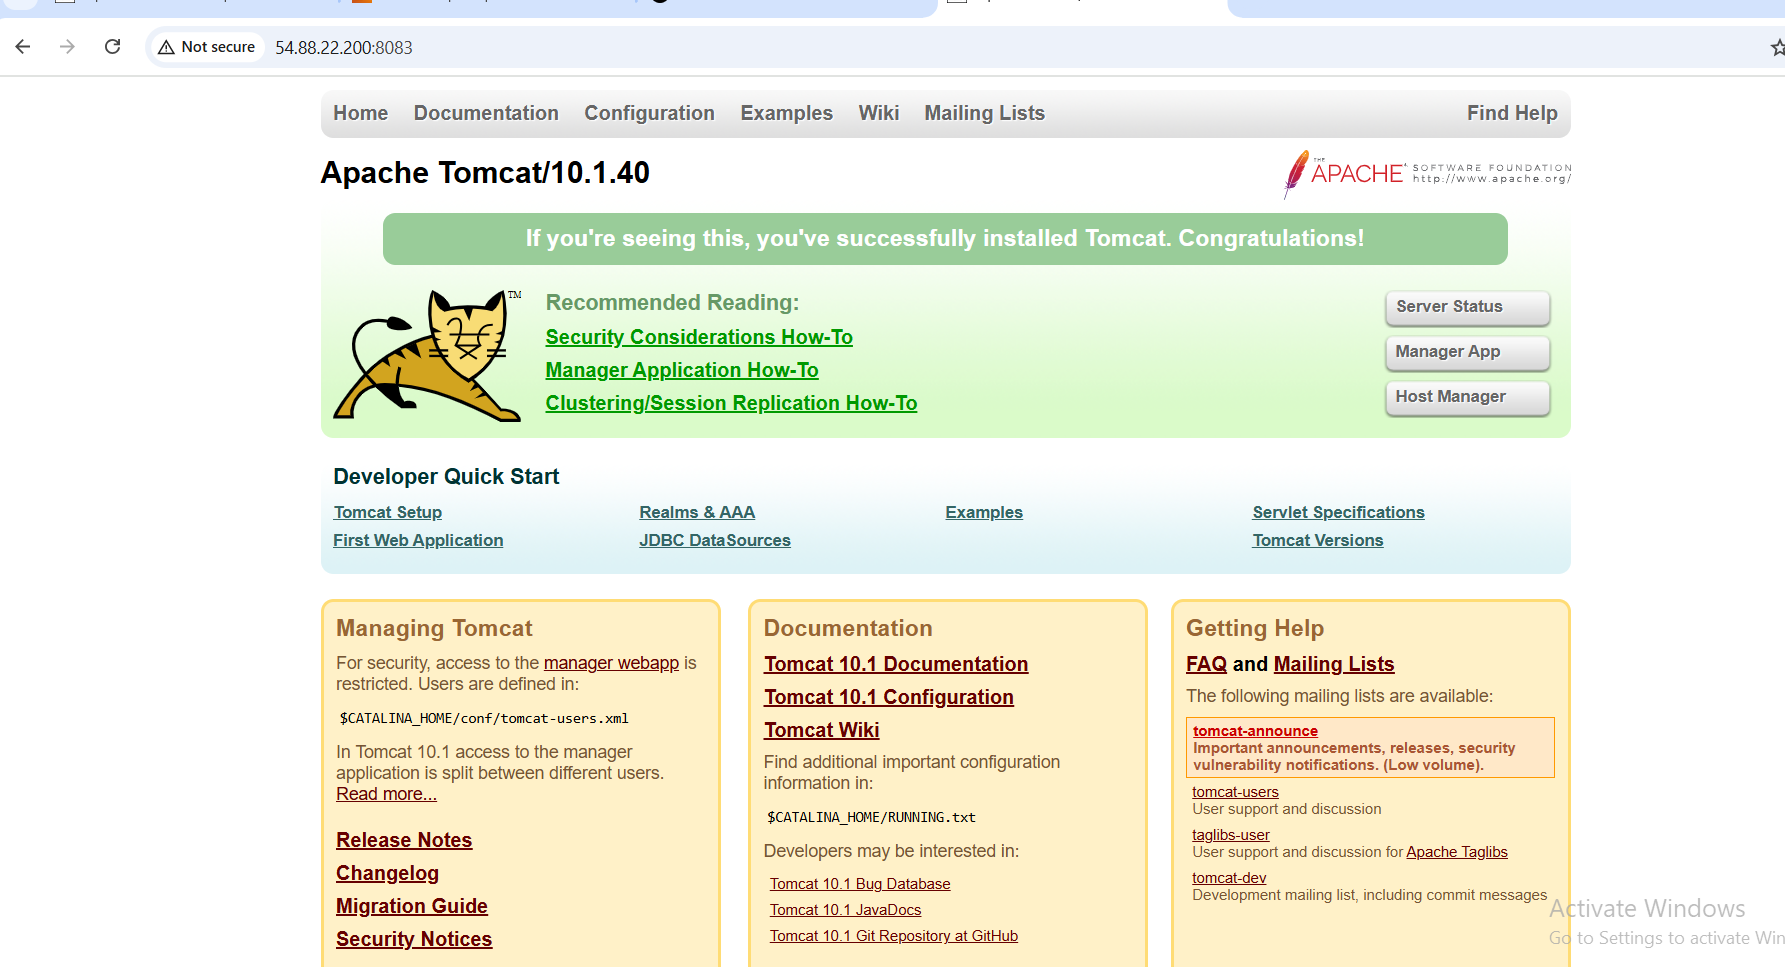 Not secure 54.88.22.200:8083
Home Documentation Configuration Examples Wiki Mailing Lists Find Help
Apache Tomcat/10.1.40
THE APACHE SOFTWARE FOUNDATION
http://www.apache.org/
If you're seeing this, you've successfully installed Tomcat. Congratulations!
TM
Recommended Reading:
Security Considerations How-To
Manager Application How-To
Clustering/Session Replication How-To
Server Status
Manager App
Host Manager
Developer Quick Start
Tomcat Setup
First Web Application
Realms & AAA
JDBC DataSources
Examples
Servlet Specifications
Tomcat Versions
Managing Tomcat
For security, access to the manager webapp is
restricted. Users are defined in:
$CATALINA_HOME/conf/tomcat-users.xml
In Tomcat 10.1 access to the manager
application is split between different users.
Read more...
Release Notes
Changelog
Migration Guide
Security Notices
Documentation
Tomcat 10.1 Documentation
Tomcat 10.1 Configuration
Tomcat Wiki
Find additional important configuration
information in:
$CATALINA_HOME/RUNNING.txt
Developers may be interested in:
Tomcat 10.1 Bug Database
Tomcat 10.1 JavaDocs
Tomcat 10.1 Git Repository at GitHub
Getting Help
FAQ and Mailing Lists
The following mailing lists are available:
tomcat-announce
Important announcements, releases, security
vulnerability notifications. (Low volume).
tomcat-users
User support and discussion
taglibs-user
User support and discussion for Apache Taglibs
tomcat-dev
Development mailing list, including commit messages
Activate Windows
Go to Settings to activate Win